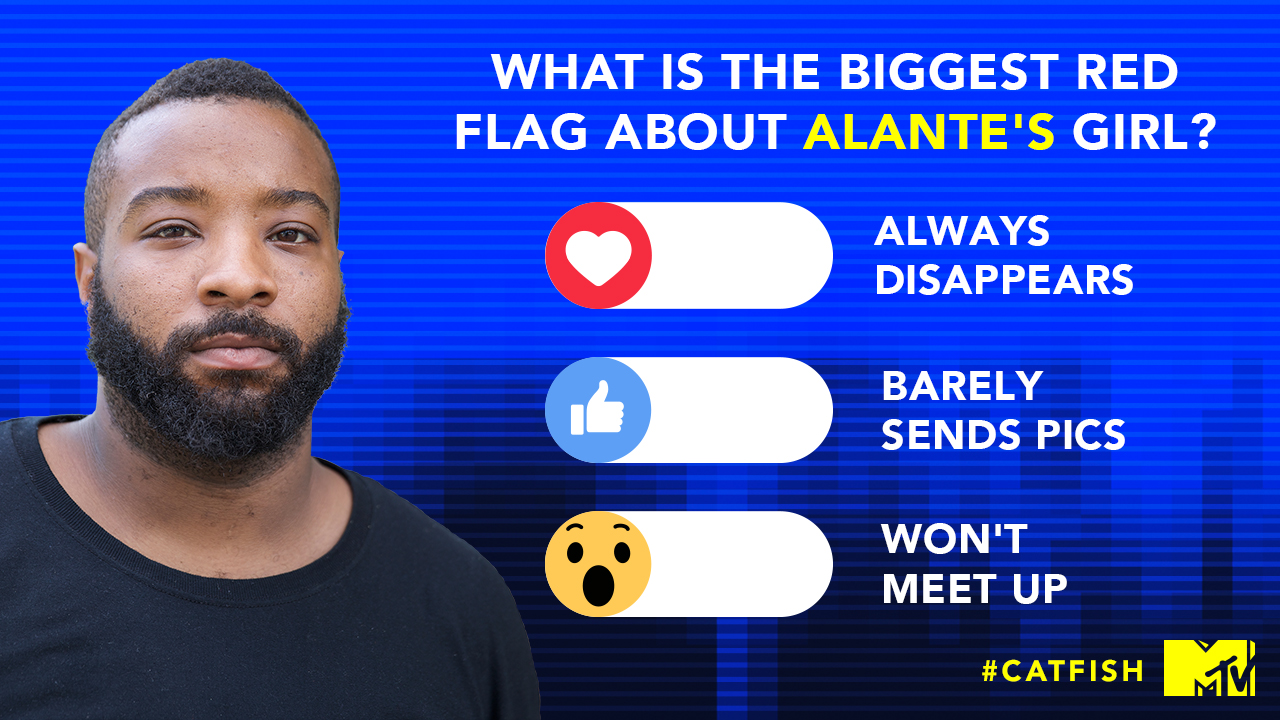 WHAT IS THE BIGGEST RED
FLAG ABOUT ALANTE'S GIRL?
ALWAYS
DISAPPEARS
BARELY
SENDS PICS
WON'T
MEET UP
#CATFISH
MTV